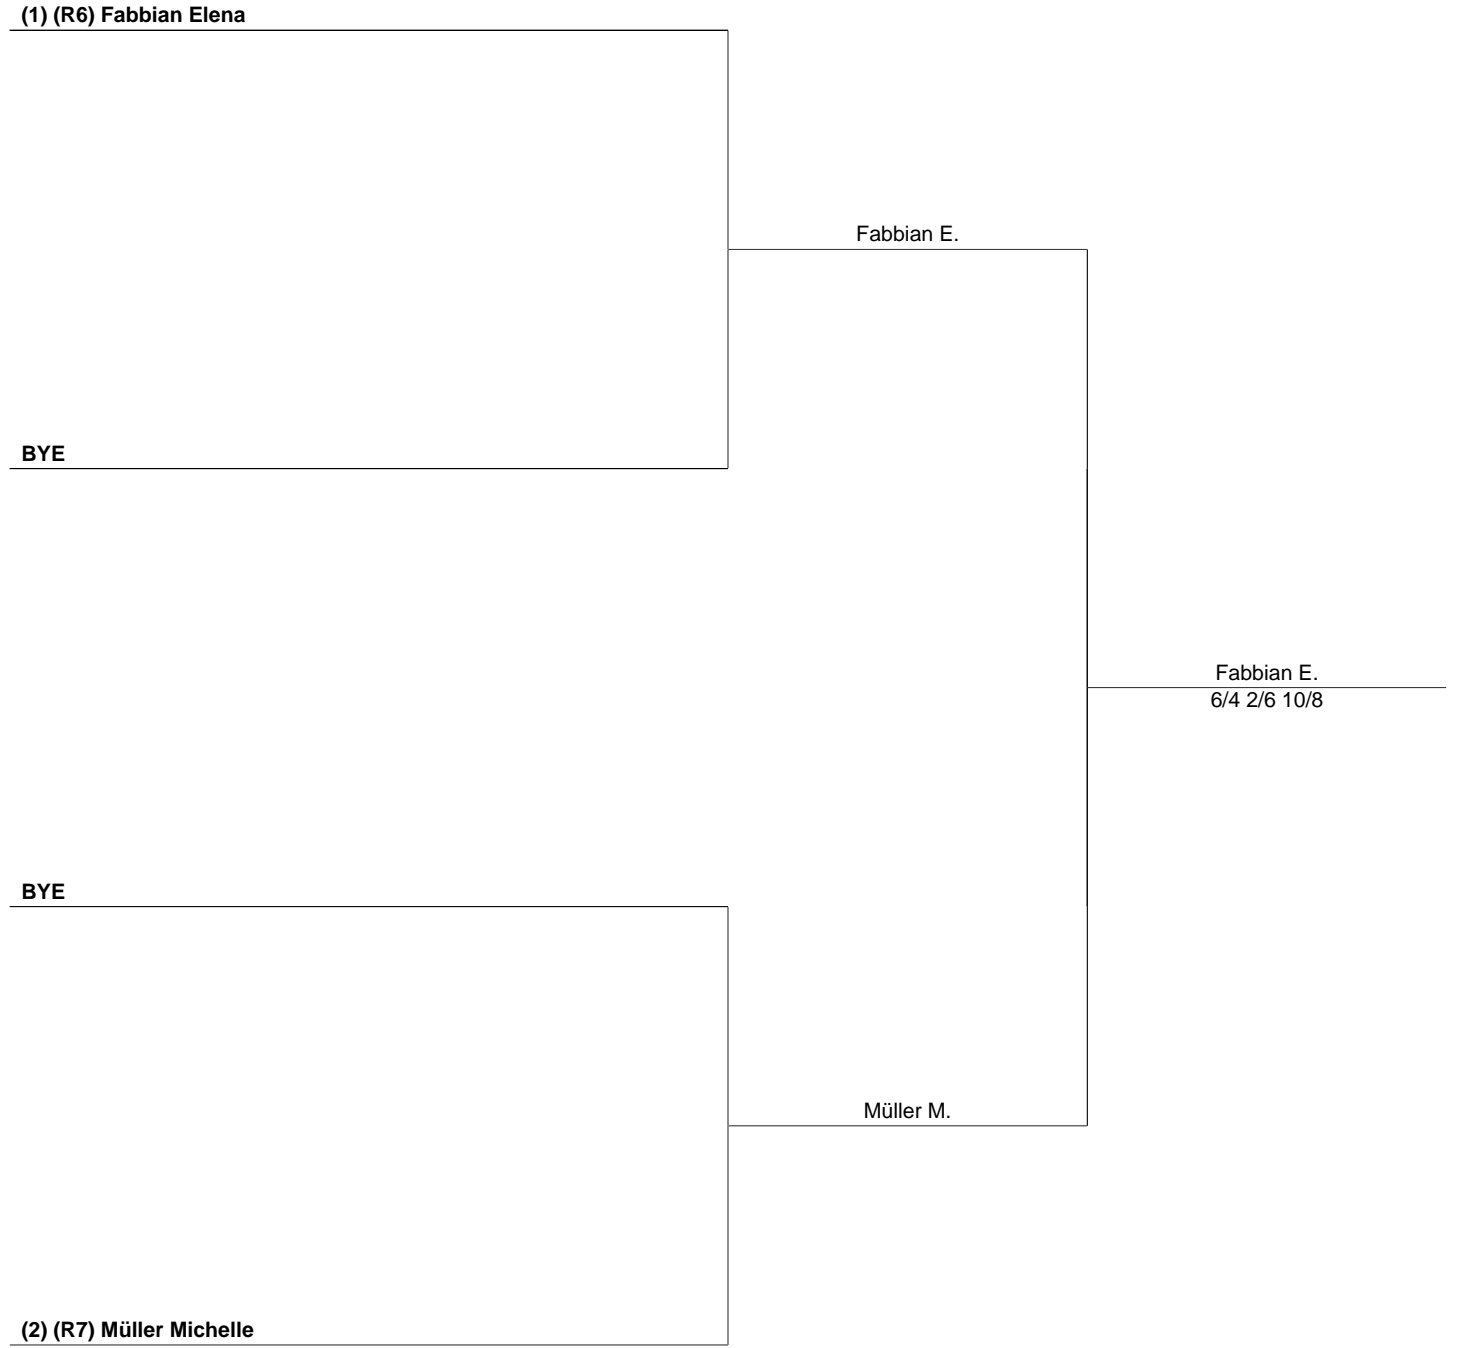 (1) (R6) Fabbian Elena
Fabbian E.
BYE
Fabbian E.
6/4 2/6 10/8
BYE
Müller M.
(2) (R7) Müller Michelle